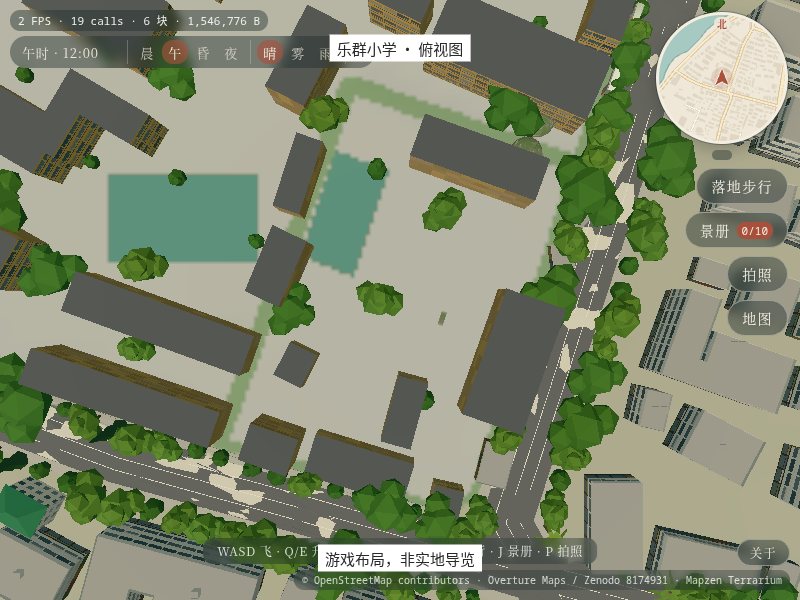 2 FPS · 19 calls · 6 块 · 1,546,776 B
午时 · 12:00 晨 午 昏 夜 晴 雾 雨
乐群小学 · 俯视图
北
落地步行
景册 0/10
拍照
地图
WASD 飞 · Q/E
· J 景册 · P 拍照
游戏布局，非实地导览
关于
© OpenStreetMap contributors · Overture Maps / Zenodo 8174931 · Mapzen Terrarium